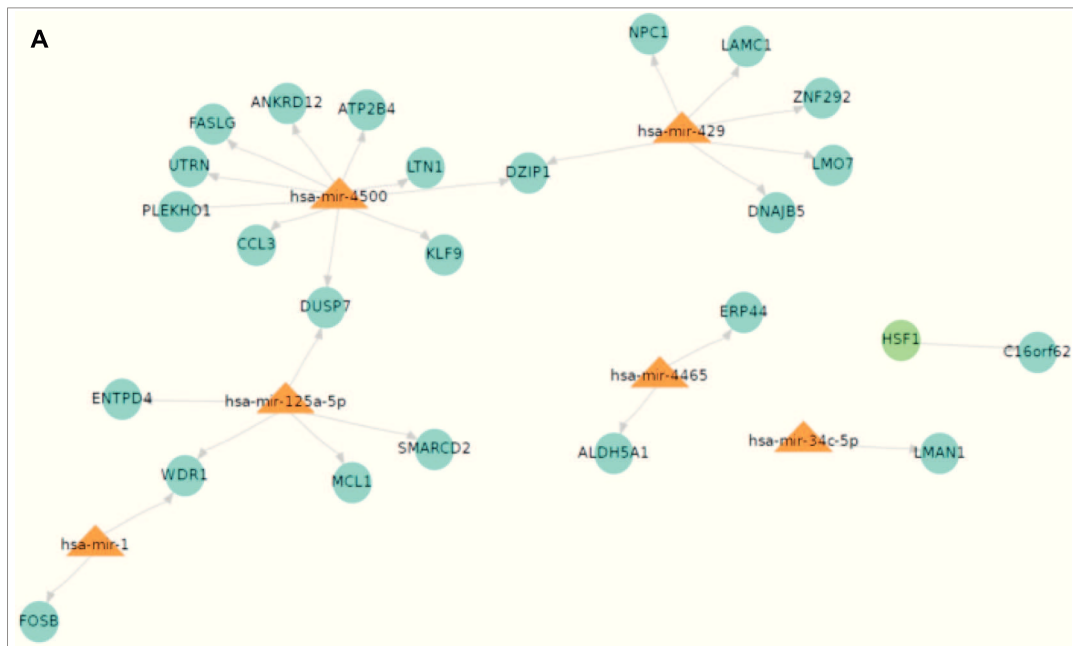 A
NPC1
LAMC1
ANKRD12
ATP2B4
ZNF292
FASLG
hsa-mir-429
UTRN
LTN1
DZIP1
LMO7
hsa-mir-4500
PLEKHO1
DNAJB5
CCL3
KLF9
DUSP7
ERP44
HSF1
C16orf62
hsa-mir-4465
ENTPD4
hsa-mir-125a-5p
hsa-mir-34c-5p
SMARCD2
ALDH5A1
LMAN1
WDR1
MCL1
hsa-mir-1
FOSB